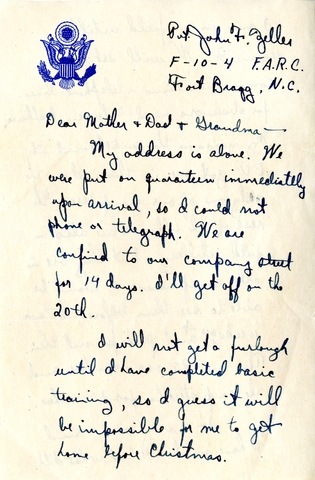 Pvt John F. Zeller
F-10-4 F.A.R.C.
Fort Bragg, N.C.
Dear Mother & Dad & Grandma —
My address is above. We
were put on quaranteen immediately
upon arrival, so I could not
phone or telegraph. We are
confined to our company street
for 14 days. I'll get off on the
20th.
I will not get a furlough
until I have completed basic
training, so I guess it will
be impossible for me to get
home before Christmas.